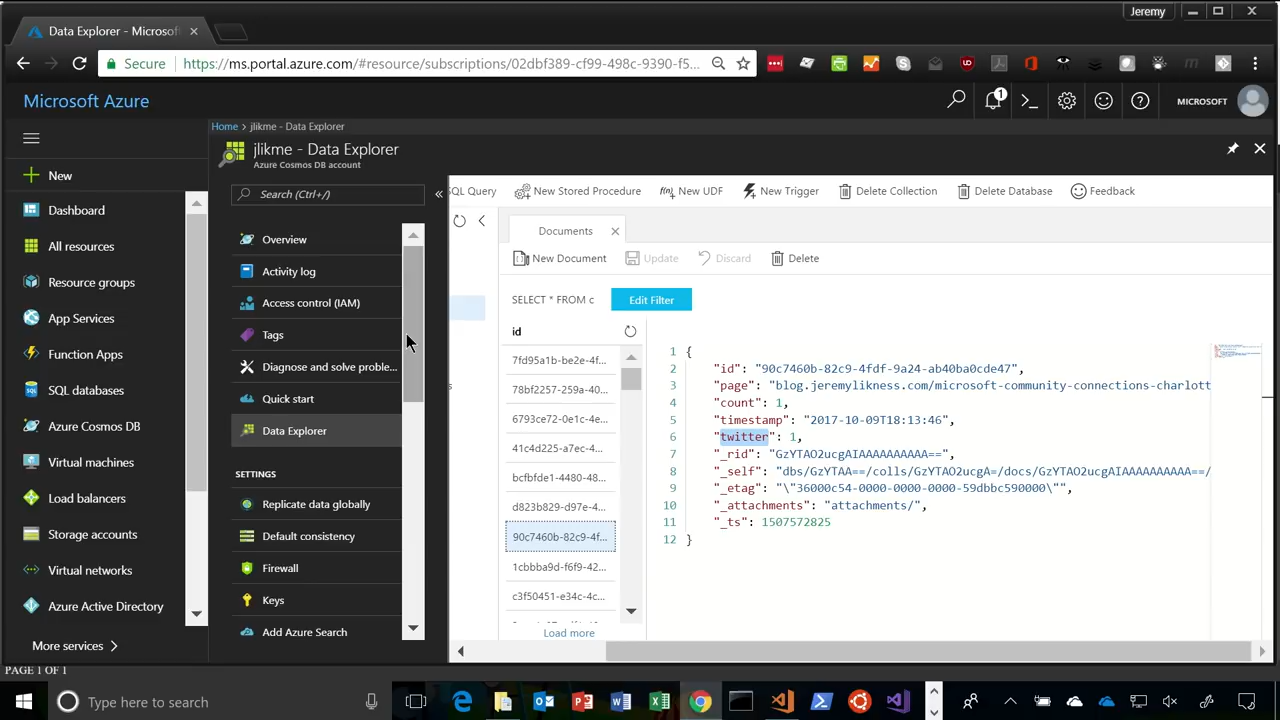 Jeremy
Data Explorer - Microsoft
Secure
https://ms.portal.azure.com/#resource/subscriptions/02dbf389-cf99-498c-9390-f5...
Microsoft Azure
1
MICROSOFT
Home > jlikme - Data Explorer
jlikme - Data Explorer
Azure Cosmos DB account
New
Dashboard
All resources
Resource groups
App Services
Function Apps
SQL databases
Azure Cosmos DB
Virtual machines
Load balancers
Storage accounts
Virtual networks
Azure Active Directory
More services >
Search (Ctrl+/)
«
Overview
Activity log
Access control (IAM)
Tags
Diagnose and solve proble...
Quick start
Data Explorer
SETTINGS
Replicate data globally
Default consistency
Firewall
Keys
Add Azure Search
SQL Query
New Stored Procedure
New UDF
New Trigger
Delete Collection
Delete Database
Feedback
Documents
New Document
Update
Discard
Delete
SELECT * FROM c
Edit Filter
id
7fd95a1b-be2e-4f...
78bf2257-259a-40...
6793ce72-0e1c-4e...
41c4d225-a7ec-4...
bcfbfde1-4480-48...
d823b829-d97e-4...
90c7460b-82c9-4f...
1cbbba9d-f6f9-42...
c3f50451-e34c-4c...
Load more
1 {
2 "id": "90c7460b-82c9-4fdf-9a24-ab40ba0cde47",
3 "page": "blog.jeremylikness.com/microsoft-community-connections-charlott
4 "count": 1,
5 "timestamp": "2017-10-09T18:13:46",
6 "twitter": 1,
7 "_rid": "GzYTAO2ucgAIAAAAAAAAAA==",
8 "_self": "dbs/GzYTAA==/colls/GzYTAO2ucgA=/docs/GzYTAO2ucgAIAAAAAAAAAA==/
9 "_etag": "\"36000c54-0000-0000-0000-59dbbc590000\"",
10 "_attachments": "attachments/",
11 "_ts": 1507572825
12 }
PAGE 1 OF 1
Type here to search